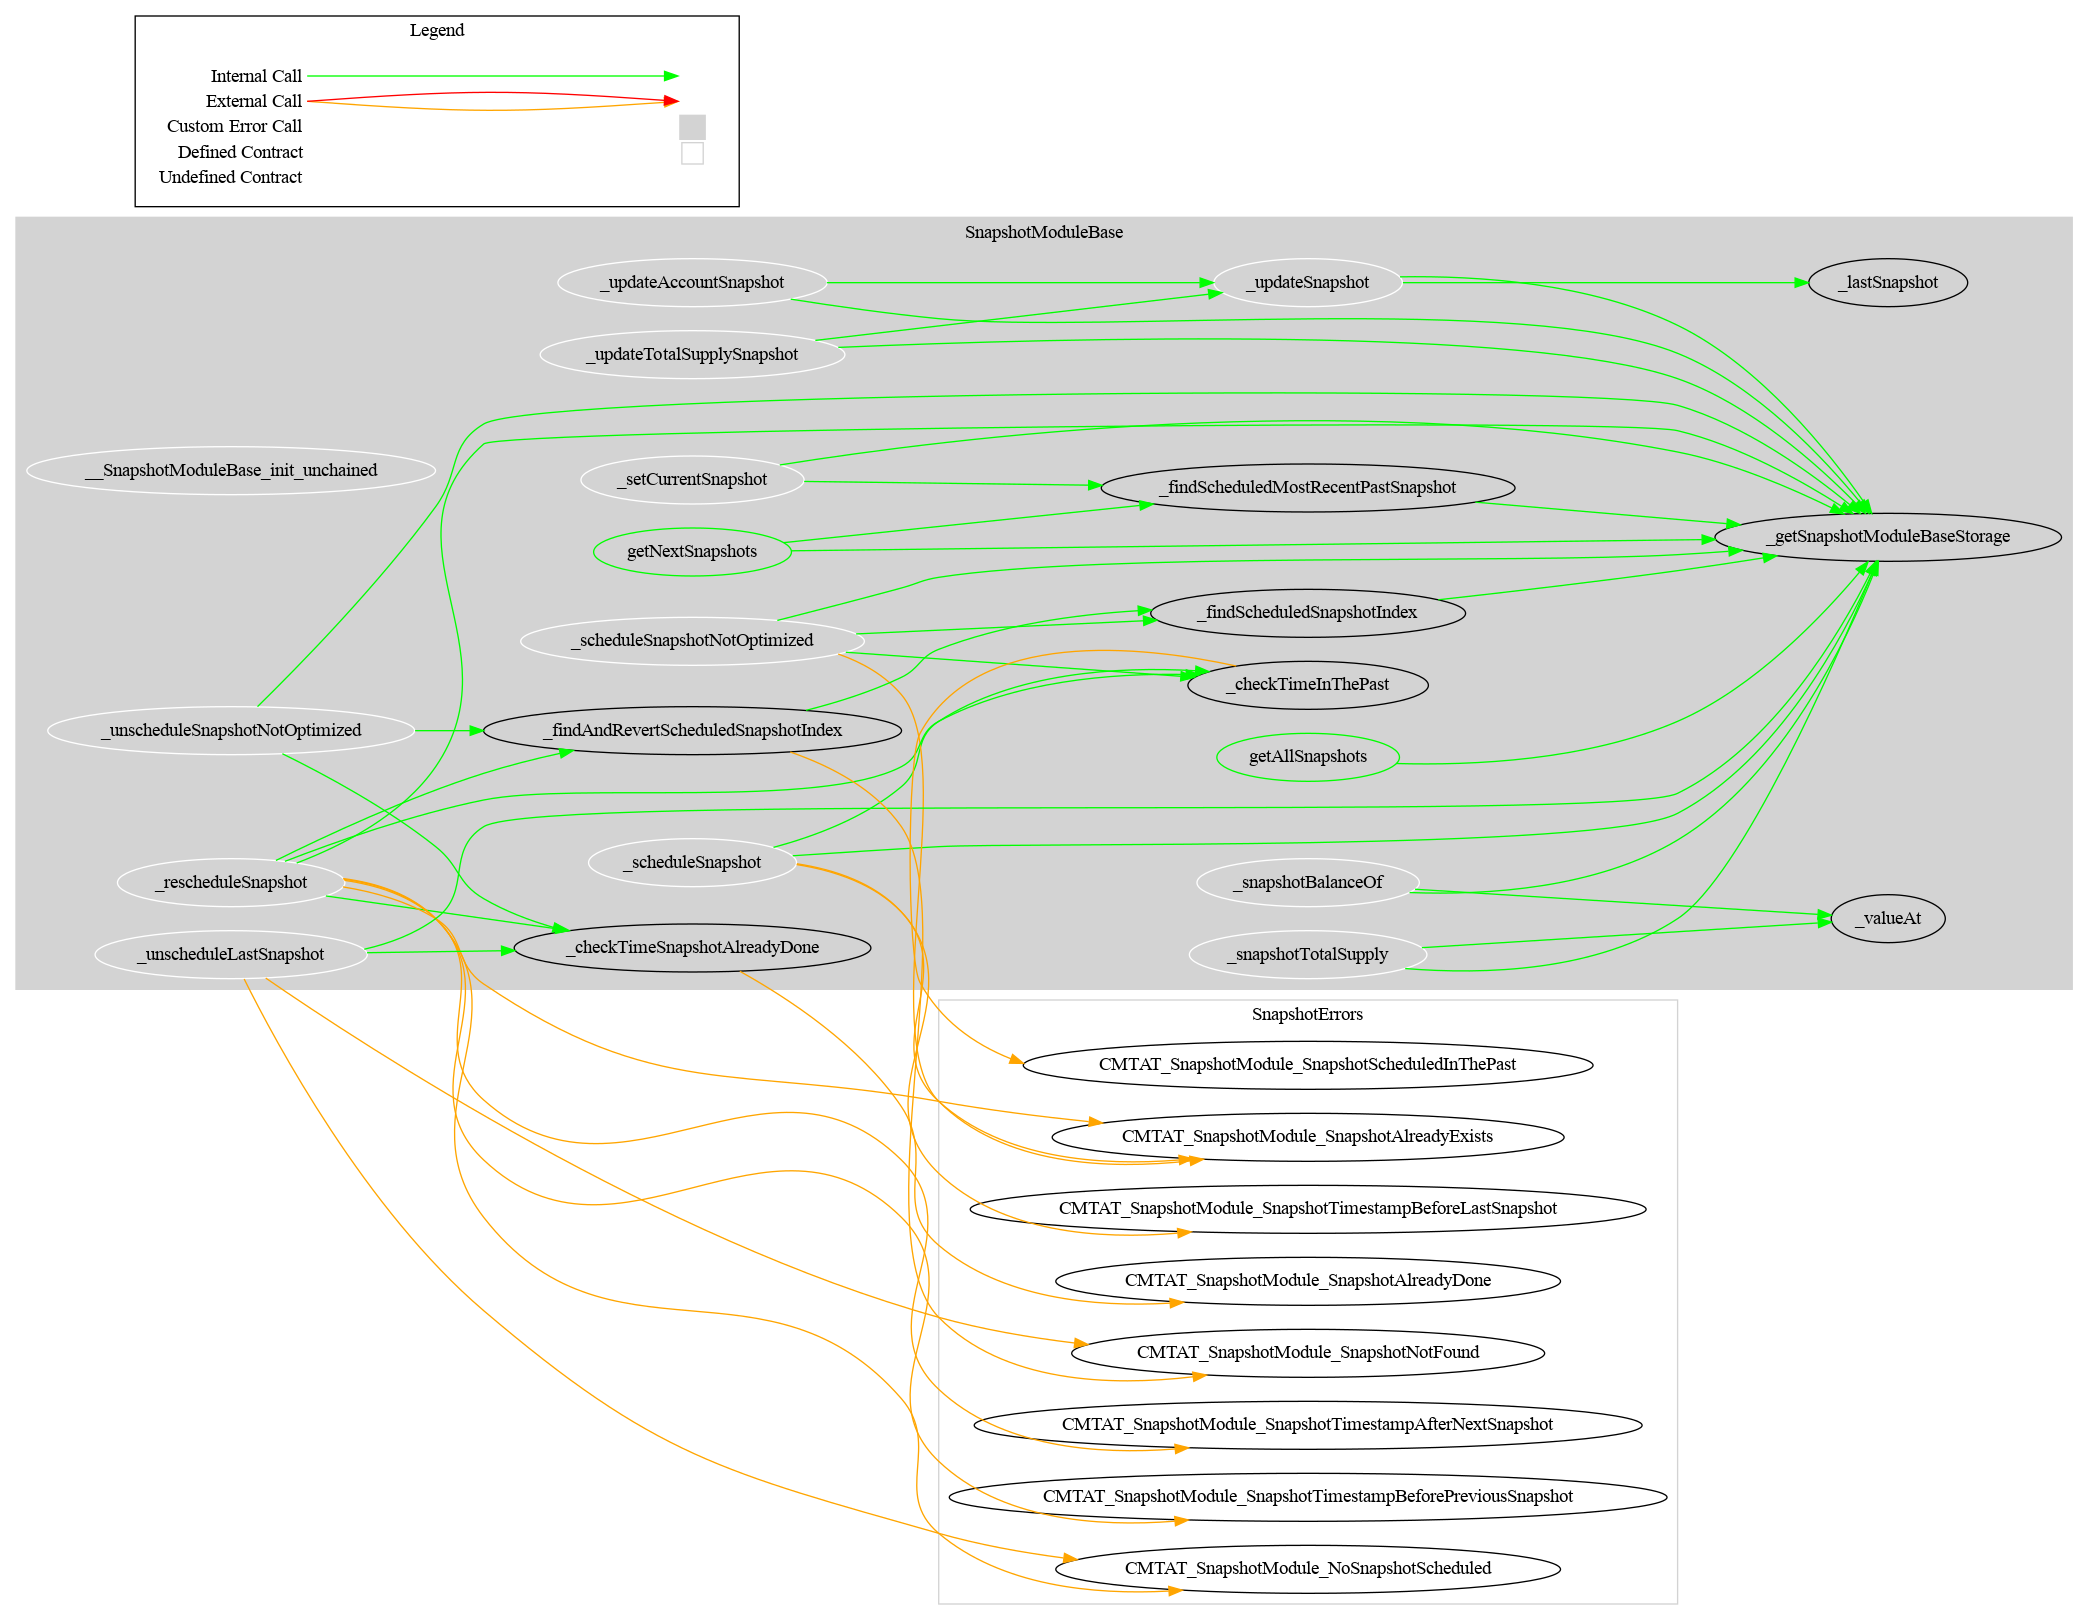 Legend
Internal Call
External Call
Custom Error Call
Defined Contract
Undefined Contract
SnapshotModuleBase
_updateAccountSnapshot
_updateSnapshot
_lastSnapshot
_updateTotalSupplySnapshot
__SnapshotModuleBase_init_unchained
_setCurrentSnapshot
_findScheduledMostRecentPastSnapshot
getNextSnapshots
_getSnapshotModuleBaseStorage
_scheduleSnapshotNotOptimized
_findScheduledSnapshotIndex
_checkTimeInThePast
_unscheduleSnapshotNotOptimized
_findAndRevertScheduledSnapshotIndex
getAllSnapshots
_scheduleSnapshot
_rescheduleSnapshot
_snapshotBalanceOf
_valueAt
_unscheduleLastSnapshot
_checkTimeSnapshotAlreadyDone
_snapshotTotalSupply
SnapshotErrors
CMTAT_SnapshotModule_SnapshotScheduledInThePast
CMTAT_SnapshotModule_SnapshotAlreadyExists
CMTAT_SnapshotModule_SnapshotTimestampBeforeLastSnapshot
CMTAT_SnapshotModule_SnapshotAlreadyDone
CMTAT_SnapshotModule_SnapshotNotFound
CMTAT_SnapshotModule_SnapshotTimestampAfterNextSnapshot
CMTAT_SnapshotModule_SnapshotTimestampBeforePreviousSnapshot
CMTAT_SnapshotModule_NoSnapshotScheduled